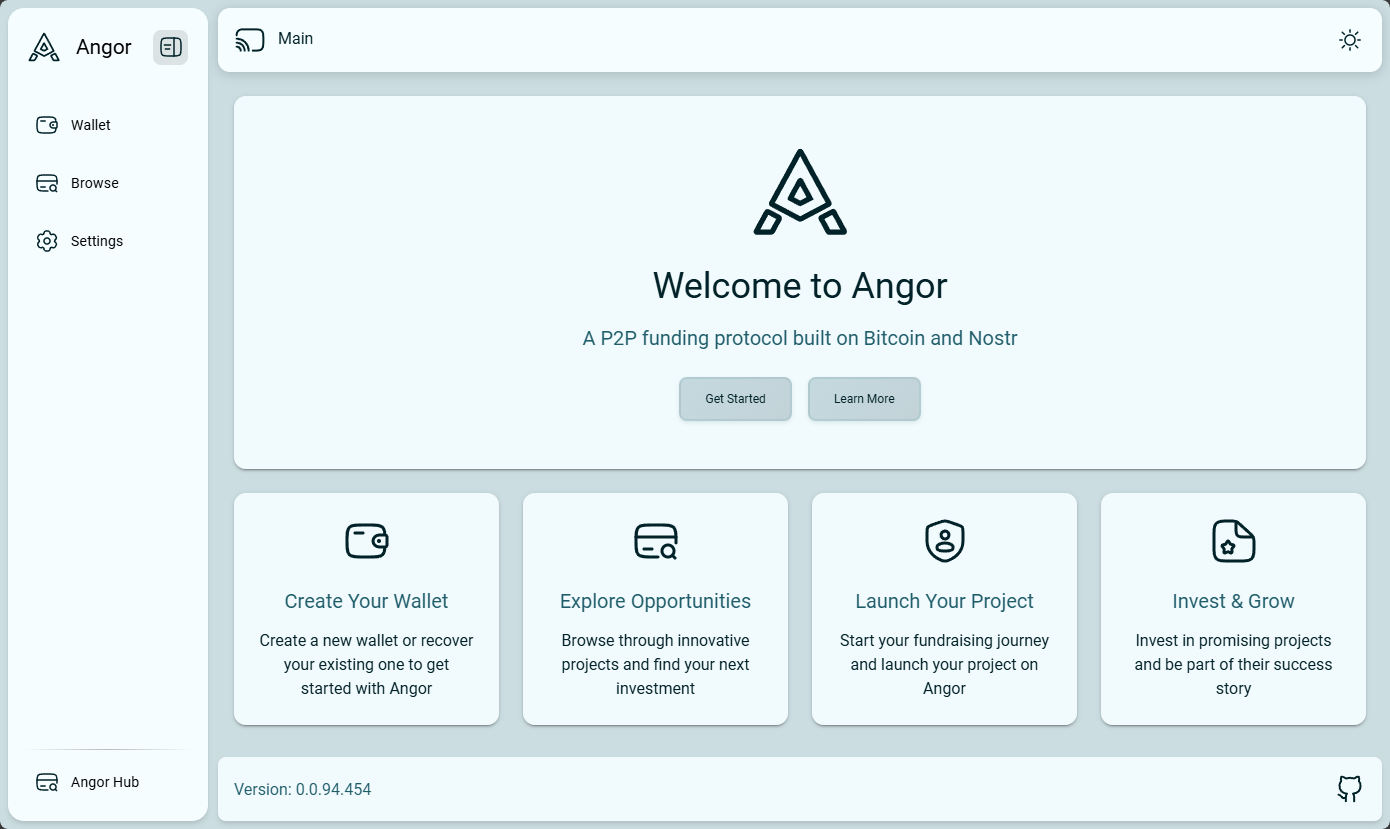 Angor
Wallet
Browse
Settings
Angor Hub
Main
Welcome to Angor
A P2P funding protocol built on Bitcoin and Nostr
Get Started
Learn More
Create Your Wallet
Create a new wallet or recover
your existing one to get
started with Angor
Explore Opportunities
Browse through innovative
projects and find your next
investment
Launch Your Project
Start your fundraising journey
and launch your project on
Angor
Invest & Grow
Invest in promising projects
and be part of their success
story
Version: 0.0.94.454